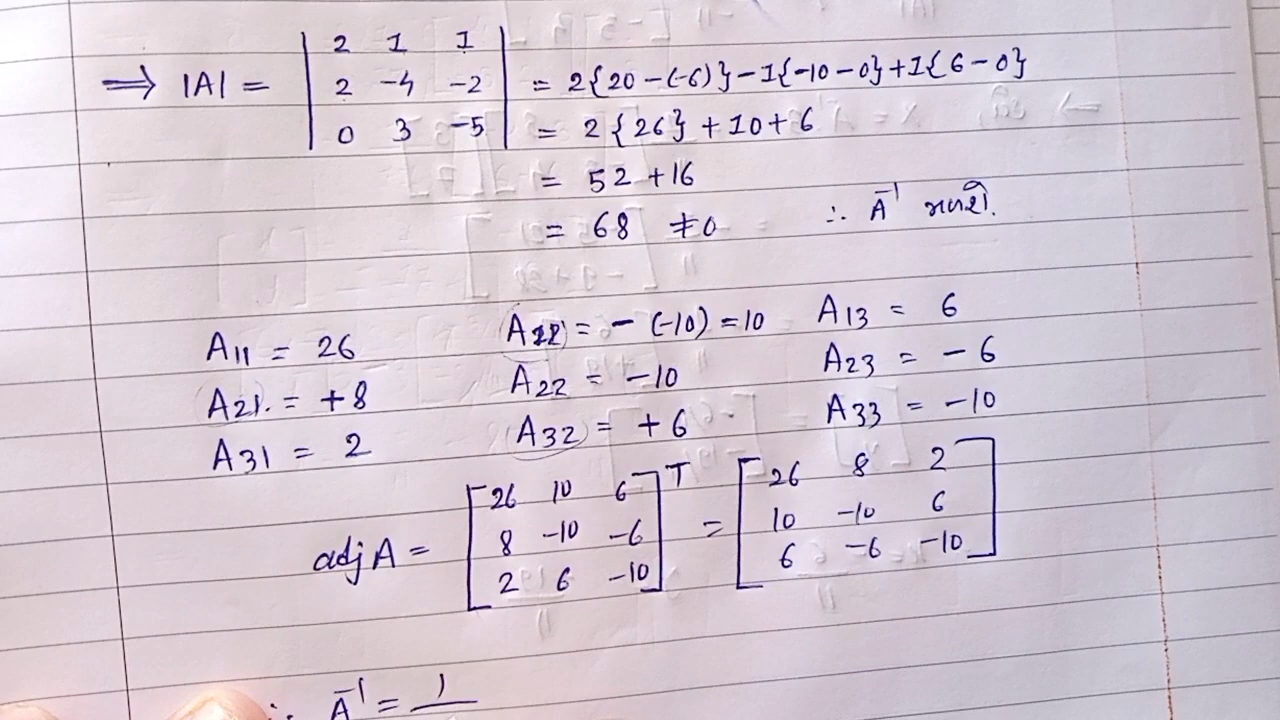 ⟹ |A| = | 2 1 1 | = 2{20 - (-6)} - 1{-10 - 0} + 1{6 - 0}
| 2 -4 -2 |
| 0 3 -5 | = 2{26} + 10 + 6
= 52 + 16
= 68 ≠ 0 ∴ A⁻¹ મળશે.
A₁₁ = 26 A₁₂ = - (-10) = 10 A₁₃ = 6
A₂₁ = +8 A₂₂ = -10 A₂₃ = -6
A₃₁ = 2 A₃₂ = +6 A₃₃ = -10
adj A = [26 10 6; 8 -10 -6; 2 6 -10]ᵀ = [26 8 2; 10 -10 6; 6 -6 -10]
∴ A⁻¹ = 1